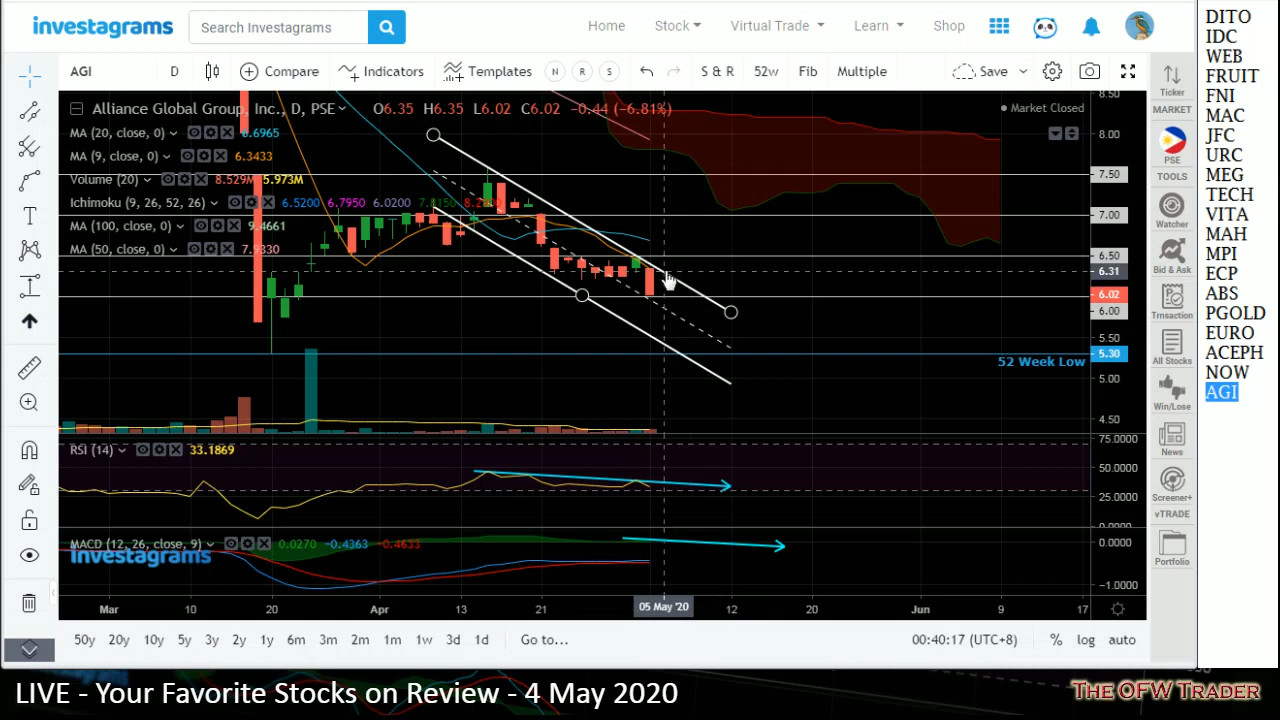 investagrams
Search Investagrams
Home
Stock
Virtual Trade
Learn
Shop
AGI
D
Compare
Indicators
Templates
N
R
S
S & R
52w
Fib
Multiple
Save
Alliance Global Group, Inc., D, PSE
O6.35 H6.35 L6.02 C6.02 -0.44 (-6.81%)
Market Closed
MA (20, close, 0)
6.6965
MA (9, close, 0)
6.3433
Volume (20)
8.529M
5.973M
Ichimoku (9, 26, 52, 26)
6.5200 6.7950 6.0200
MA (100, close, 0)
9.4661
MA (50, close, 0)
7.9330
8.50
8.00
7.50
7.00
6.50
6.31
6.02
6.00
5.50
5.30
5.00
4.50
52 Week Low
RSI (14)
33.1869
75.0000
50.0000
25.0000
0.0000
MACD (12, 26, close, 9)
0.0270 -0.4363 -0.4633
investagrams
0.0000
-1.0000
Mar
10
20
Apr
13
21
05 May '20
12
20
Jun
9
17
50y
20y
10y
5y
3y
2y
1y
6m
3m
2m
1m
1w
3d
1d
Go to...
00:40:17 (UTC+8)
%
log
auto
Ticker
MARKET
PSE
TOOLS
Watcher
Bid & Ask
Trnsaction
All Stocks
Win/Lose
News
Screener+
vTRADE
Portfolio
DITO
IDC
WEB
FRUIT
FNI
MAC
JFC
URC
MEG
TECH
VITA
MAH
MPI
ECP
ABS
PGOLD
EURO
ACEPH
NOW
AGI
LIVE - Your Favorite Stocks on Review - 4 May 2020
THE OFW TRADER